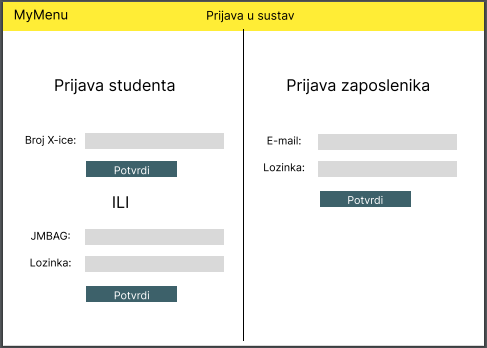 MyMenu
Prijava u sustav
Prijava studenta
Broj X-ice:
Potvrdi
ILI
JMBAG:
Lozinka:
Potvrdi
Prijava zaposlenika
E-mail:
Lozinka:
Potvrdi